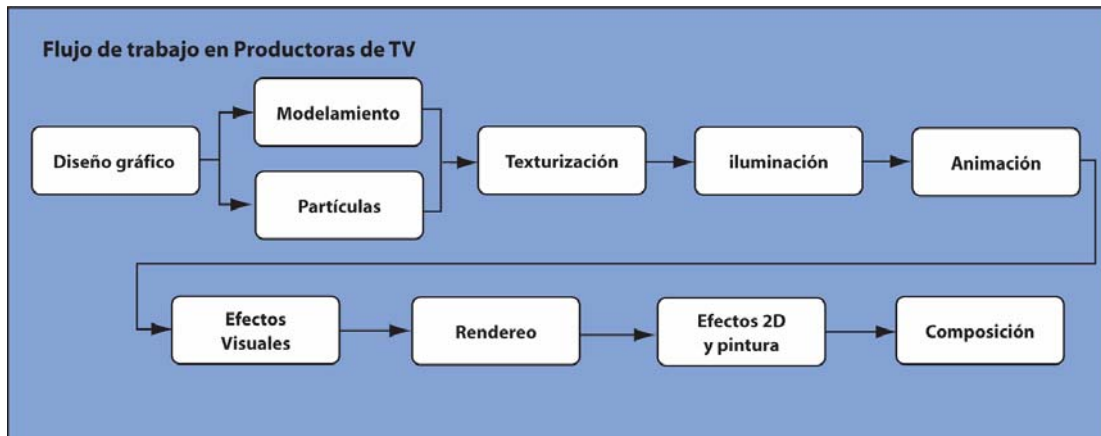 Flujo de trabajo en Productoras de TV
Diseño gráfico
Modelamiento
Partículas
Texturización
iluminación
Animación
Efectos
Visuales
Rendereo
Efectos 2D
y pintura
Composición